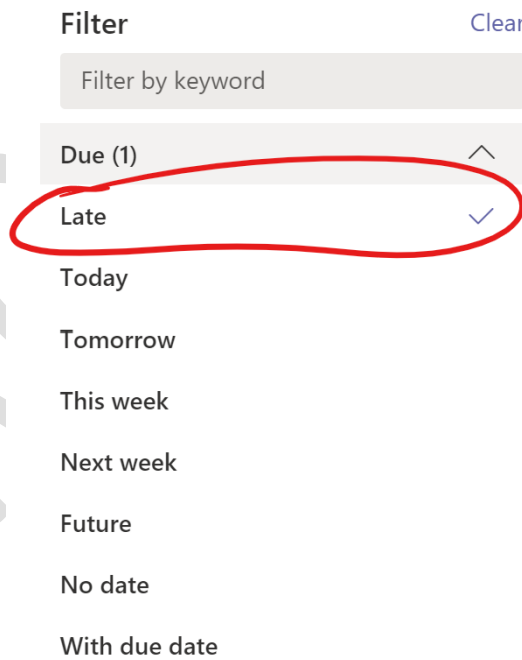 Filter Clear
Filter by keyword
Due (1)
Late
Today
Tomorrow
This week
Next week
Future
No date
With due date